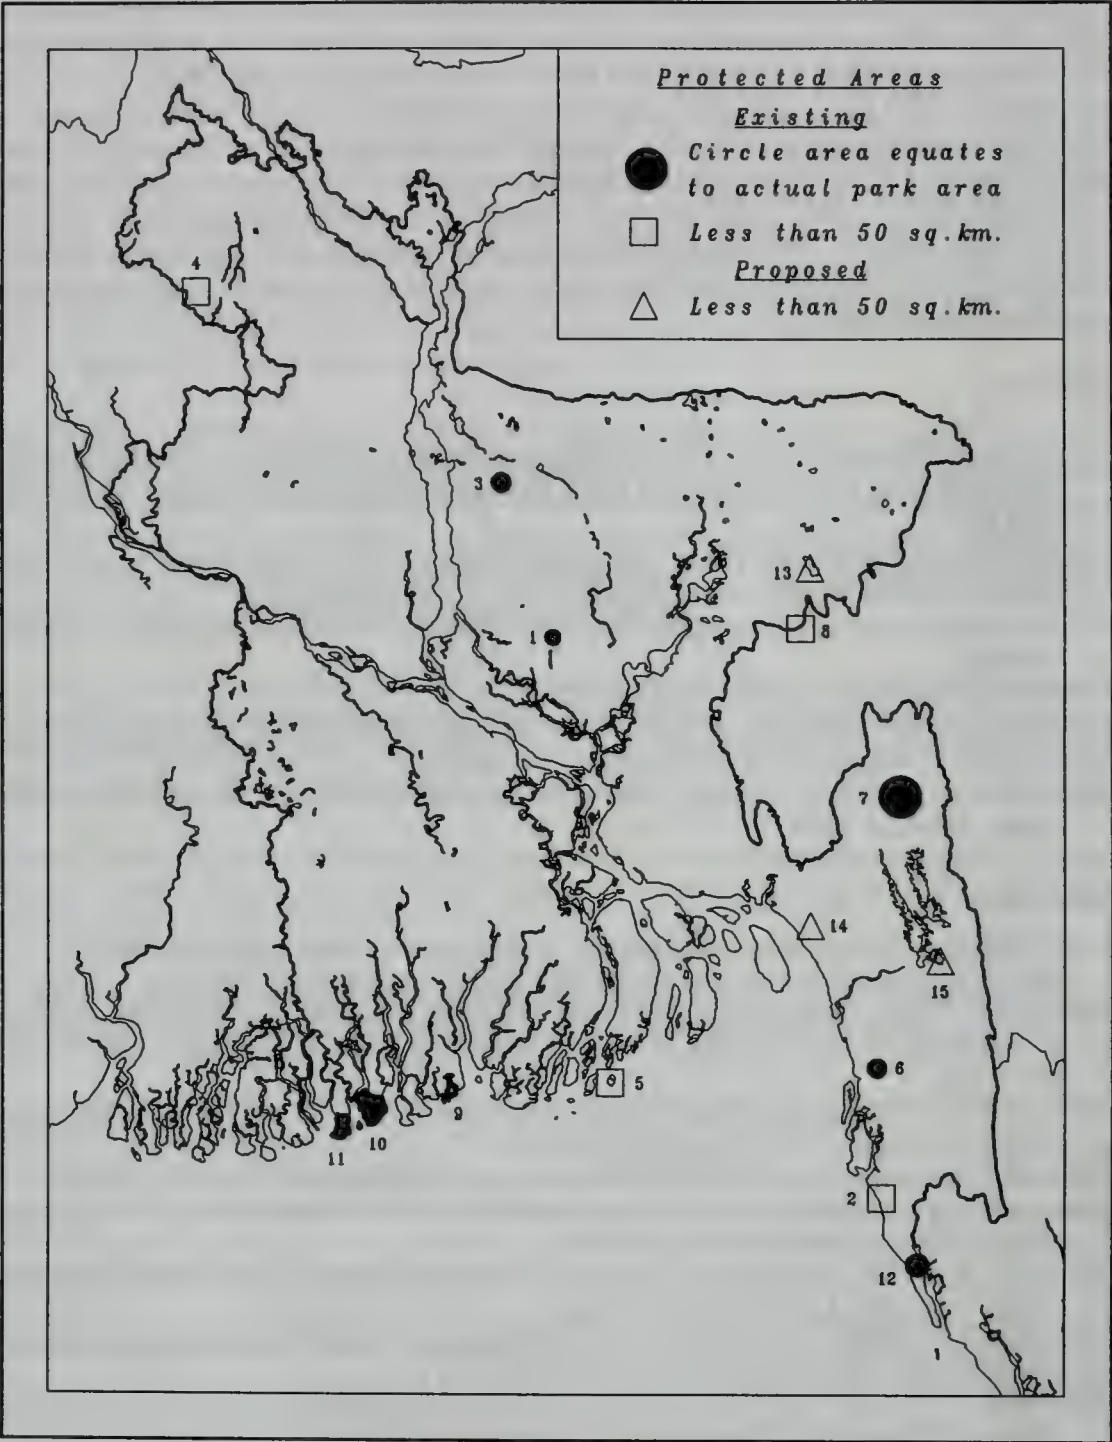 Protected Areas
Existing
Circle area equates
to actual park area
Less than 50 sq.km.
Proposed
Less than 50 sq.km.
4
3
13
8
1
7
14
15
6
5
9
10
11
2
12
1